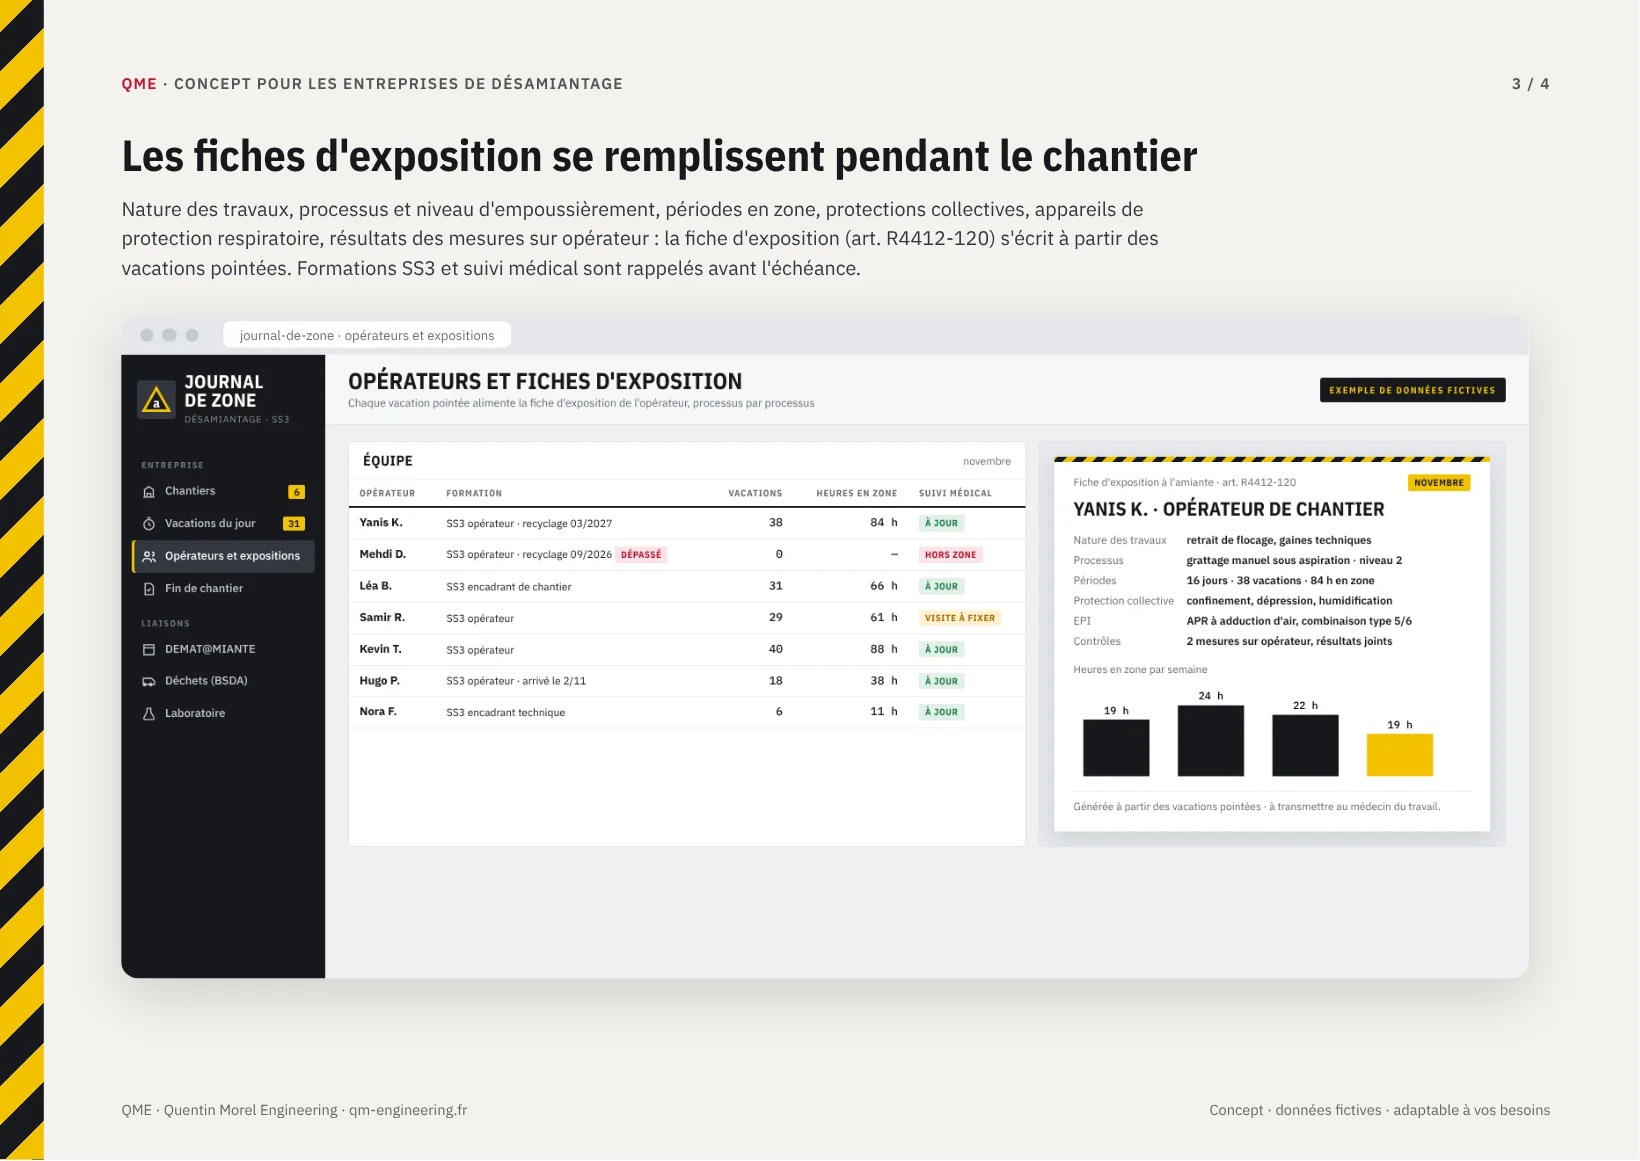 QME · CONCEPT POUR LES ENTREPRISES DE DÉSAMIANTAGE
3 / 4
Les fiches d'exposition se remplissent pendant le chantier
Nature des travaux, processus et niveau d'empoussièrement, périodes en zone, protections collectives, appareils de
protection respiratoire, résultats des mesures sur opérateur : la fiche d'exposition (art. R4412-120) s'écrit à partir des
vacations pointées. Formations SS3 et suivi médical sont rappelés avant l'échéance.
journal-de-zone · opérateurs et expositions
a
JOURNAL
DE ZONE
DÉSAMIANTAGE · SS3
ENTREPRISE
Chantiers 6
Vacations du jour 31
Opérateurs et expositions
Fin de chantier
LIAISONS
DEMAT@MIANTE
Déchets (BSDA)
Laboratoire
OPÉRATEURS ET FICHES D'EXPOSITION
Chaque vacation pointée alimente la fiche d'exposition de l'opérateur, processus par processus
EXEMPLE DE DONNÉES FICTIVES
ÉQUIPE novembre
OPÉRATEUR FORMATION VACATIONS HEURES EN ZONE SUIVI MÉDICAL
Yanis K. SS3 opérateur · recyclage 03/2027 38 84 h À JOUR
Mehdi D. SS3 opérateur · recyclage 09/2026 DÉPASSÉ 0 – HORS ZONE
Léa B. SS3 encadrant de chantier 31 66 h À JOUR
Samir R. SS3 opérateur 29 61 h VISITE À FIXER
Kevin T. SS3 opérateur 40 88 h À JOUR
Hugo P. SS3 opérateur · arrivé le 2/11 18 38 h À JOUR
Nora F. SS3 encadrant technique 6 11 h À JOUR
Fiche d'exposition à l'amiante · art. R4412-120
NOVEMBRE
YANIS K. · OPÉRATEUR DE CHANTIER
Nature des travaux retrait de flocage, gaines techniques
Processus grattage manuel sous aspiration · niveau 2
Périodes 16 jours · 38 vacations · 84 h en zone
Protection collective confinement, dépression, humidification
EPI APR à adduction d'air, combinaison type 5/6
Contrôles 2 mesures sur opérateur, résultats joints
Heures en zone par semaine
19 h 24 h 22 h 19 h
Générée à partir des vacations pointées · à transmettre au médecin du travail.
QME · Quentin Morel Engineering · qm-engineering.fr
Concept · données fictives · adaptable à vos besoins